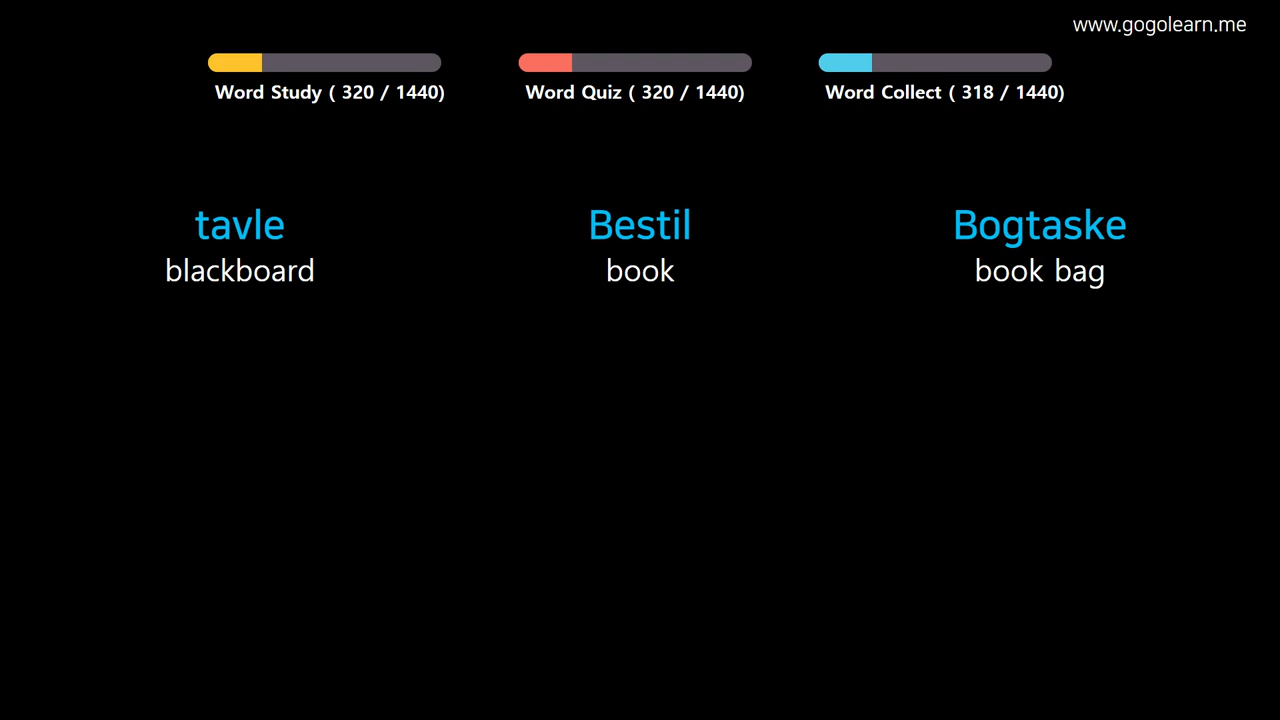 www.gogolearn.me
Word Study ( 320 / 1440)
Word Quiz ( 320 / 1440)
Word Collect ( 318 / 1440)
tavle
blackboard
Bestil
book
Bogtaske
book bag